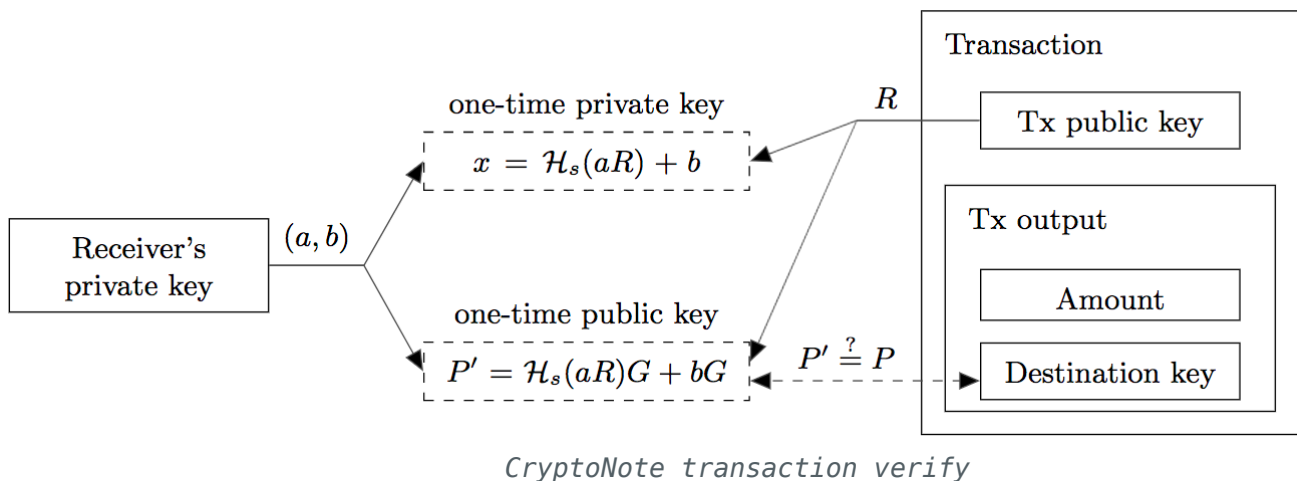 Transaction
one-time private key
R
Tx public key
x = ℋₛ(aR) + b
Tx output
Receiver's
private key
(a, b)
Amount
one-time public key
P′ = ℋₛ(aR)G + bG
P′ ≟ P
Destination key
CryptoNote transaction verify